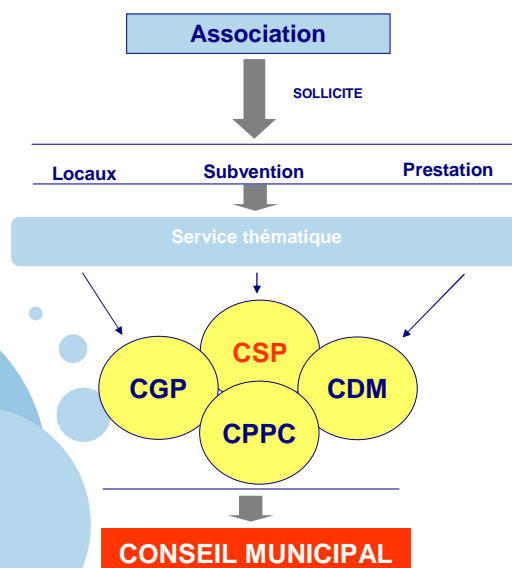 Association
SOLLICITE
Locaux Subvention Prestation
Service thématique
CSP
CGP CDM
CPPC
CONSEIL MUNICIPAL